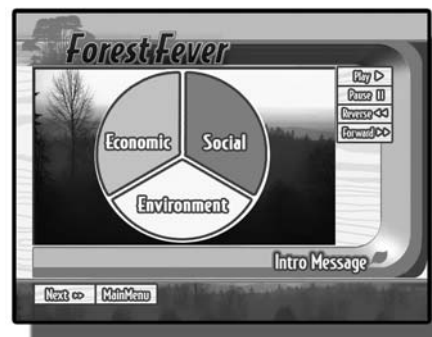 Forest Fever
Play
Pause
Reverse
Forward
Economic
Social
Environment
Intro Message
Next
MainMenu